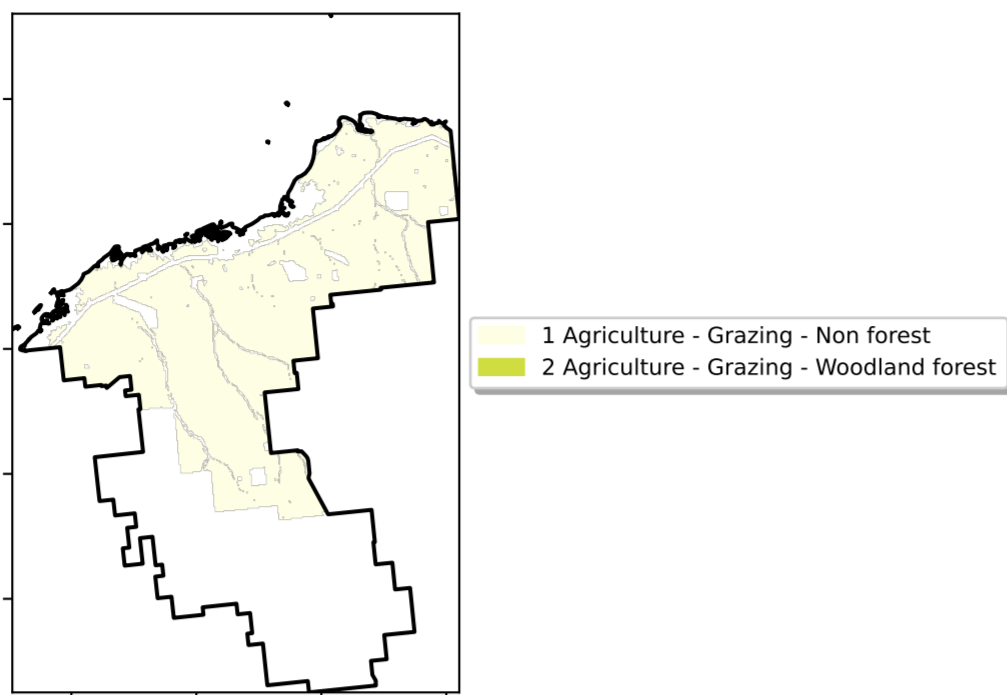 1 Agriculture - Grazing - Non forest
2 Agriculture - Grazing - Woodland forest